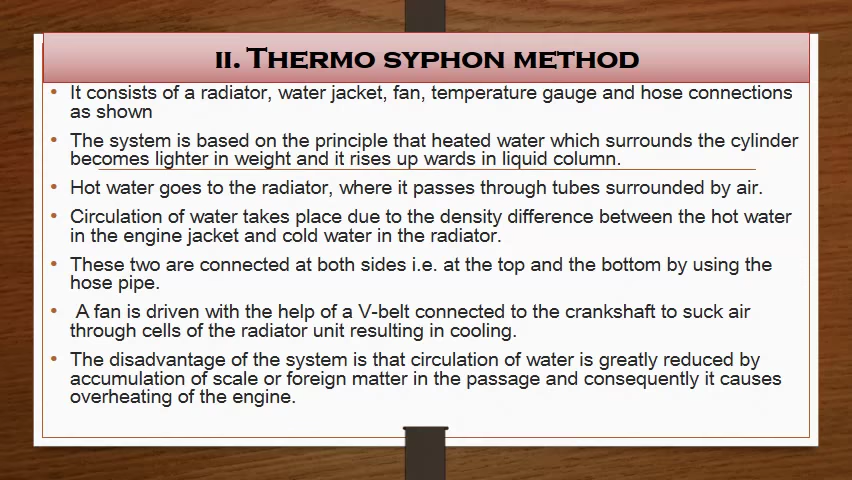 II. THERMO SYPHON METHOD
• It consists of a radiator, water jacket, fan, temperature gauge and hose connections
as shown
• The system is based on the principle that heated water which surrounds the cylinder
becomes lighter in weight and it rises up wards in liquid column.
• Hot water goes to the radiator, where it passes through tubes surrounded by air.
• Circulation of water takes place due to the density difference between the hot water
in the engine jacket and cold water in the radiator.
• These two are connected at both sides i.e. at the top and the bottom by using the
hose pipe.
• A fan is driven with the help of a V-belt connected to the crankshaft to suck air
through cells of the radiator unit resulting in cooling.
• The disadvantage of the system is that circulation of water is greatly reduced by
accumulation of scale or foreign matter in the passage and consequently it causes
overheating of the engine.